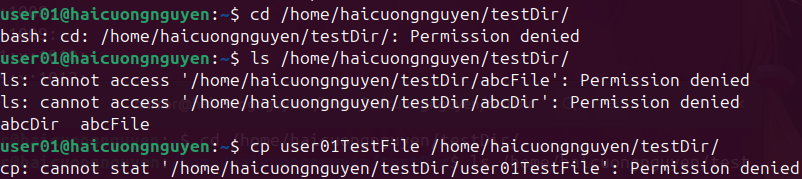 user01@haicuongnguyen:~$ cd /home/haicuongnguyen/testDir/
bash: cd: /home/haicuongnguyen/testDir/: Permission denied
user01@haicuongnguyen:~$ ls /home/haicuongnguyen/testDir/
ls: cannot access '/home/haicuongnguyen/testDir/abcFile': Permission denied
ls: cannot access '/home/haicuongnguyen/testDir/abcDir': Permission denied
abcDir  abcFile
user01@haicuongnguyen:~$ cp user01TestFile /home/haicuongnguyen/testDir/
cp: cannot stat '/home/haicuongnguyen/testDir/user01TestFile': Permission denied